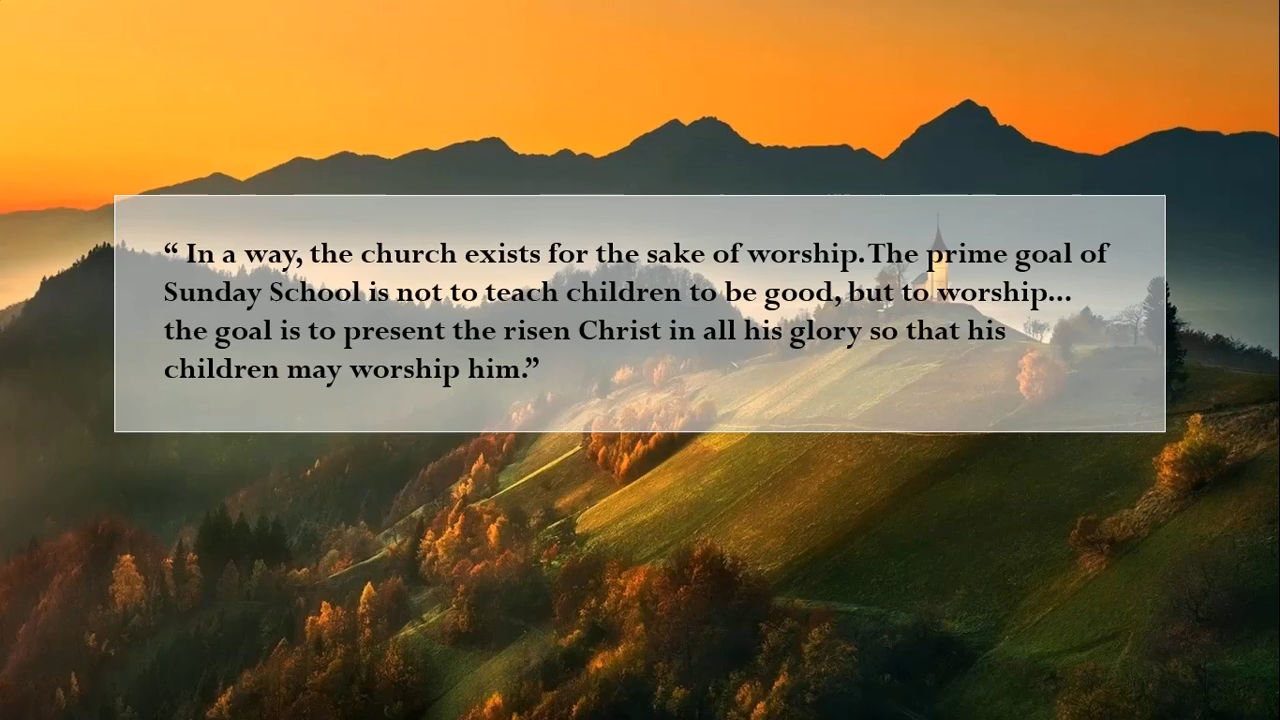 “ In a way, the church exists for the sake of worship. The prime goal of
Sunday School is not to teach children to be good, but to worship...
the goal is to present the risen Christ in all his glory so that his
children may worship him.”